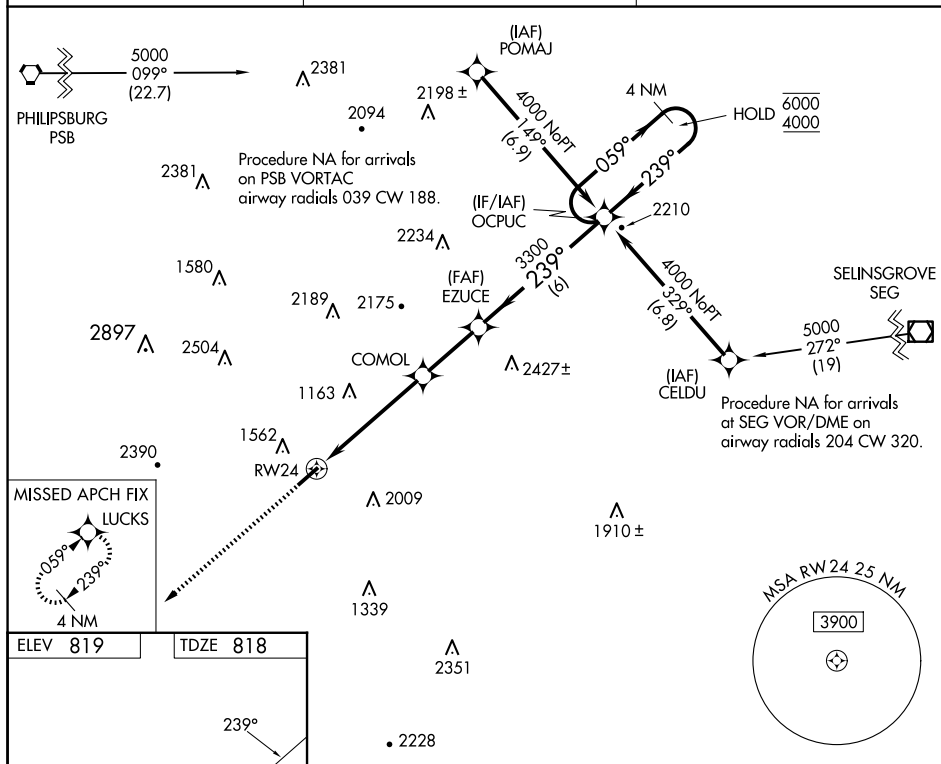 (IAF)
POMAJ
5000
099°
(22.7)
PHILIPSBURG
PSB
2381
2198 ±
2094
4000 NoPT
149°
(6.9)
4 NM
HOLD
6000
4000
059°
239°
2381
Procedure NA for arrivals
on PSB VORTAC
airway radials 039 CW 188.
(IF/IAF)
OCPUC
2210
2234
3300
239°
(6)
1580
(FAF)
EZUCE
4000 NoPT
329°
(6.8)
SELINSGROVE
SEG
2189
2175
2897
2504
COMOL
2427±
5000
272°
(19)
(IAF)
CELDU
1163
Procedure NA for arrivals
at SEG VOR/DME on
airway radials 204 CW 320.
1562
2390
RW24
MISSED APCH FIX
LUCKS
059°
239°
4 NM
2009
1910 ±
1339
MSA RW 24 25 NM
3900
ELEV 819
TDZE 818
2351
239°
2228